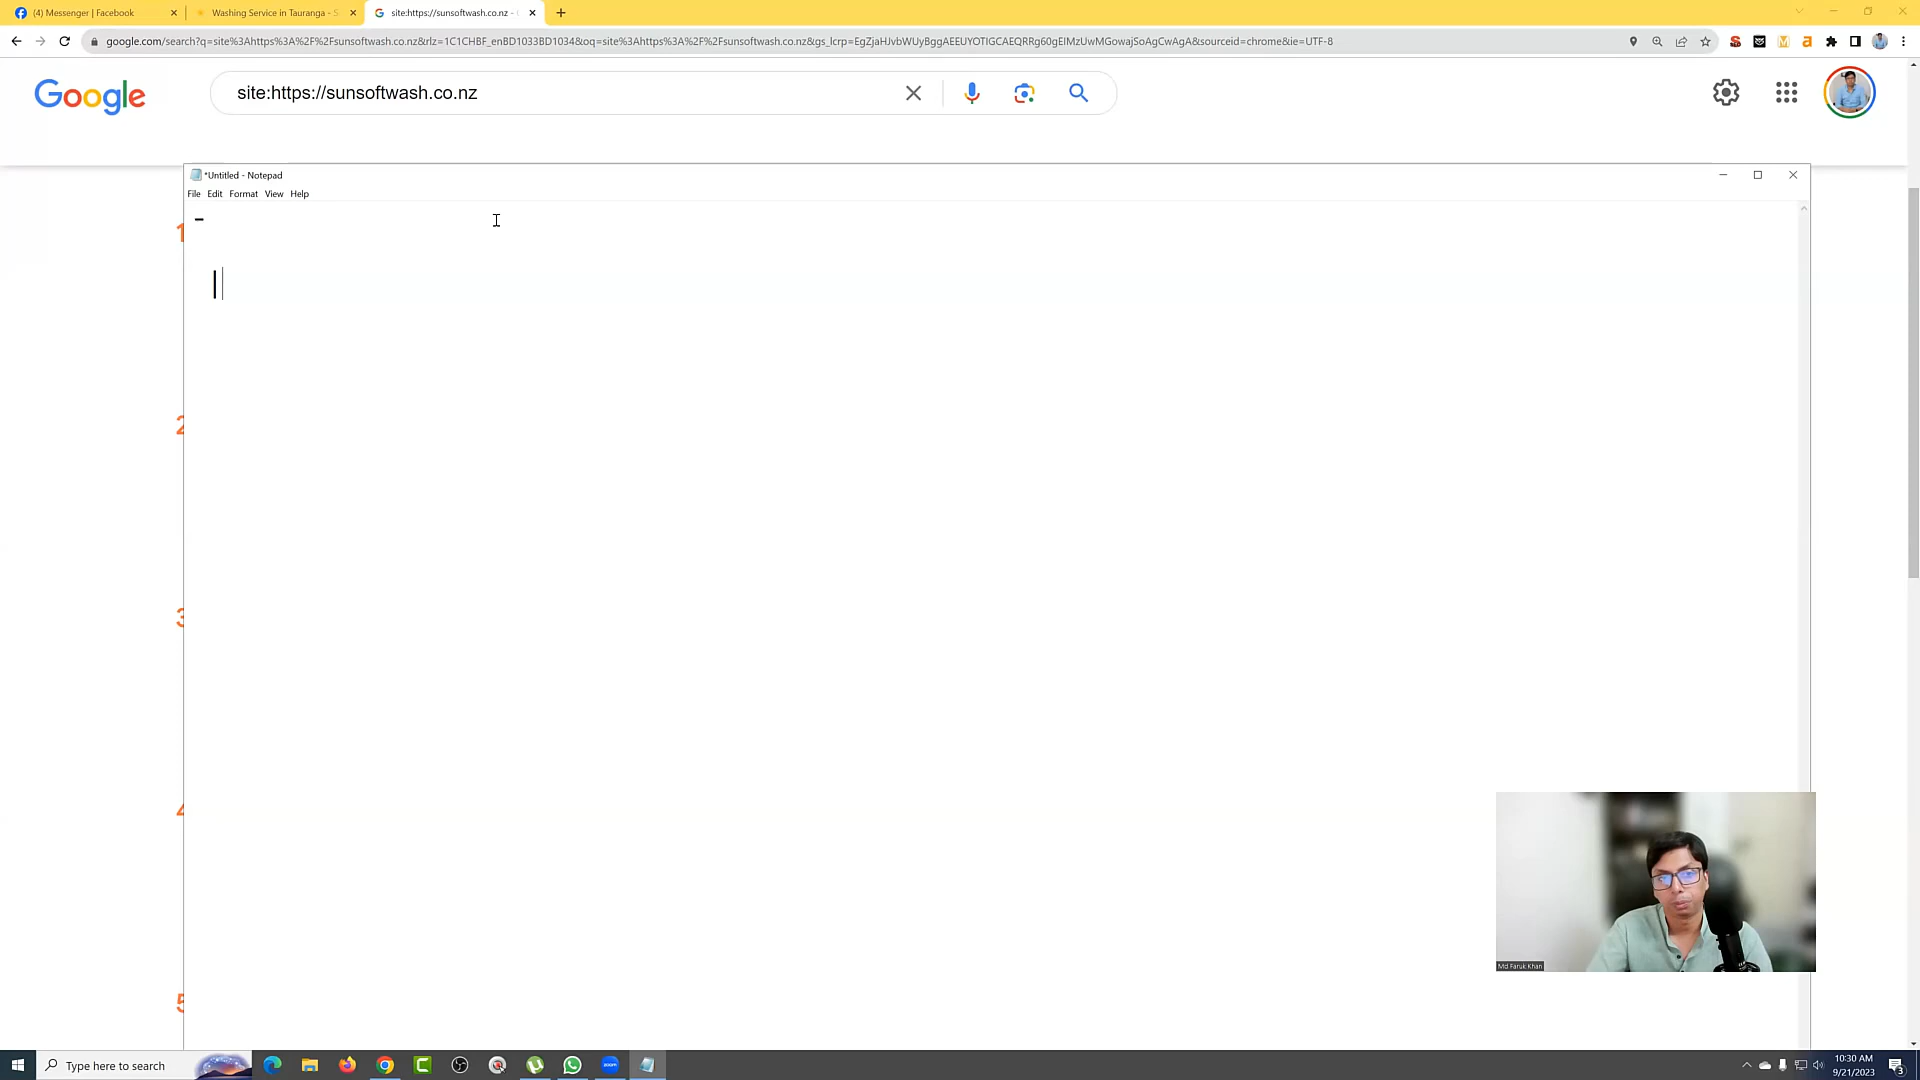 (4) Messenger | Facebook
Washing Service in Tauranga - S
site:https://sunsoftwash.co.nz -
google.com/search?q=site%3Ahttps%3A%2F%2Fsunsoftwash.co.nz&rlz=1C1CHBF_enBD1033BD1034&oq=site%3Ahttps%3A%2F%2Fsunsoftwash.co.nz&gs_lcrp=EgZjaHJvbWUyBggAEEUYOTIGCAEQRRg60gEIMzUwMGowajSoAgCwAgA&sourceid=chrome&ie=UTF-8
Google
site:https://sunsoftwash.co.nz
*Untitled - Notepad
File Edit Format View Help
-
|
1
2
3
4
5
Md Faruk Khan
Type here to search
zoom
10:30 AM
9/21/2023
3